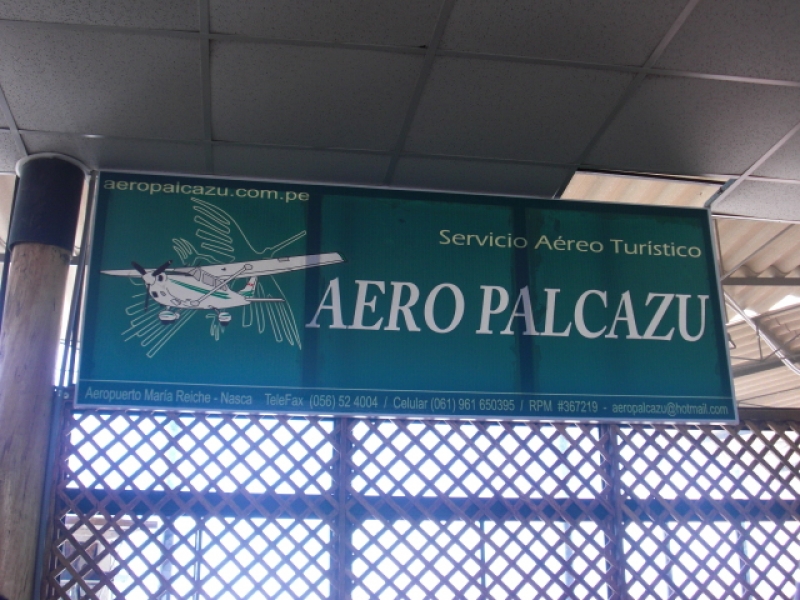 aeropalcazu.com.pe
Servicio Aéreo Turístico
AERO PALCAZU
Aeropuerto María Reiche - Nasca TeleFax (056) 52 4004 / Celular (061) 961 650395 / RPM #367219 - aeropalcazu@hotmail.com